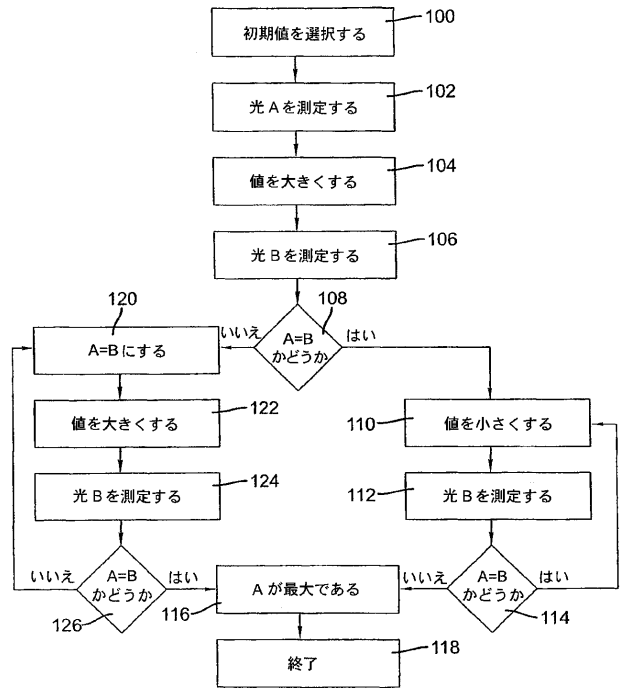 初期値を選択する
100
光Aを測定する
102
値を大きくする
104
光Bを測定する
106
108
A=B
かどうか
いいえ
はい
120
A=Bにする
値を大きくする
122
光Bを測定する
124
A=B
かどうか
いいえ
はい
126
110
値を小さくする
112
光Bを測定する
A=B
かどうか
いいえ
はい
114
Aが最大である
116
終了
118